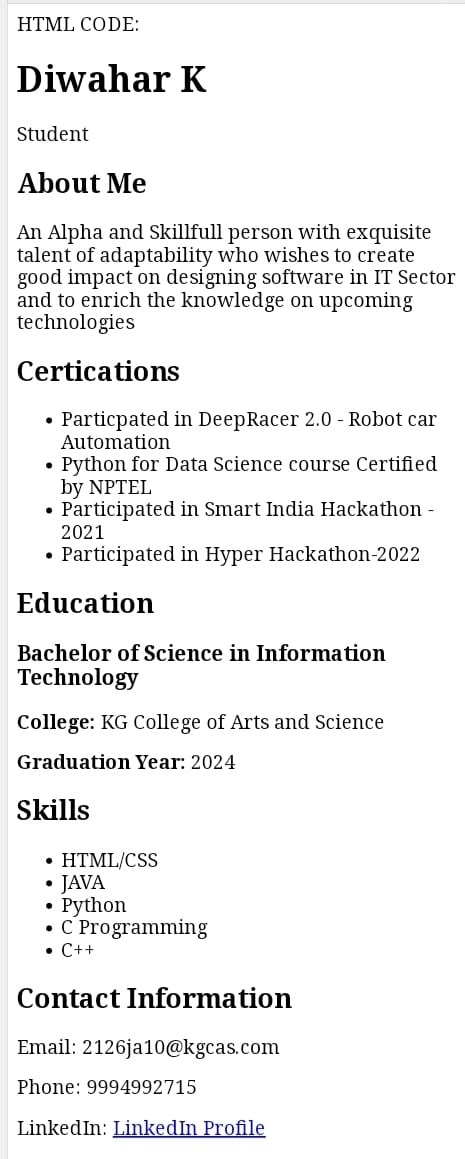 HTML CODE:
Diwahar K
Student
About Me
An Alpha and Skillfull person with exquisite
talent of adaptability who wishes to create
good impact on designing software in IT Sector
and to enrich the knowledge on upcoming
technologies
Certications
• Particpated in DeepRacer 2.0 - Robot car
Automation
• Python for Data Science course Certified
by NPTEL
• Participated in Smart India Hackathon -
2021
• Participated in Hyper Hackathon-2022
Education
Bachelor of Science in Information
Technology
College: KG College of Arts and Science
Graduation Year: 2024
Skills
• HTML/CSS
• JAVA
• Python
• C Programming
• C++
Contact Information
Email: 2126ja10@kgcas.com
Phone: 9994992715
LinkedIn: LinkedIn Profile